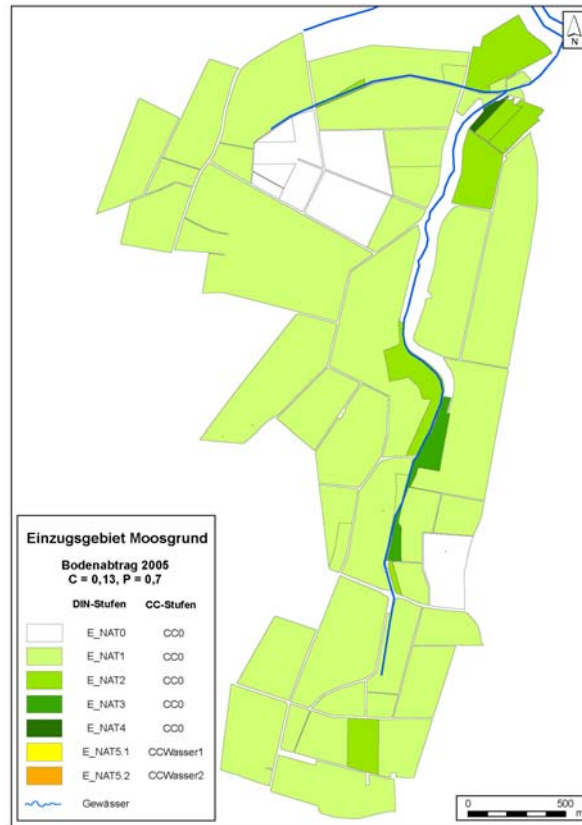 N
Einzugsgebiet Moosgrund
Bodenabtrag 2005
C = 0,13, P = 0,7
DIN-Stufen CC-Stufen
E_NAT0 CC0
E_NAT1 CC0
E_NAT2 CC0
E_NAT3 CC0
E_NAT4 CC0
E_NAT5.1 CCWasser1
E_NAT5.2 CCWasser2
Gewässer
0 500
m